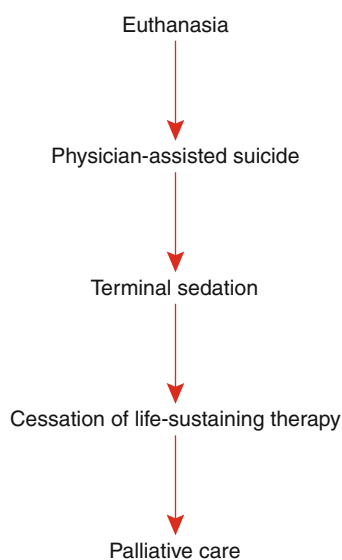 Euthanasia
Physician-assisted suicide
Terminal sedation
Cessation of life-sustaining therapy
Palliative care